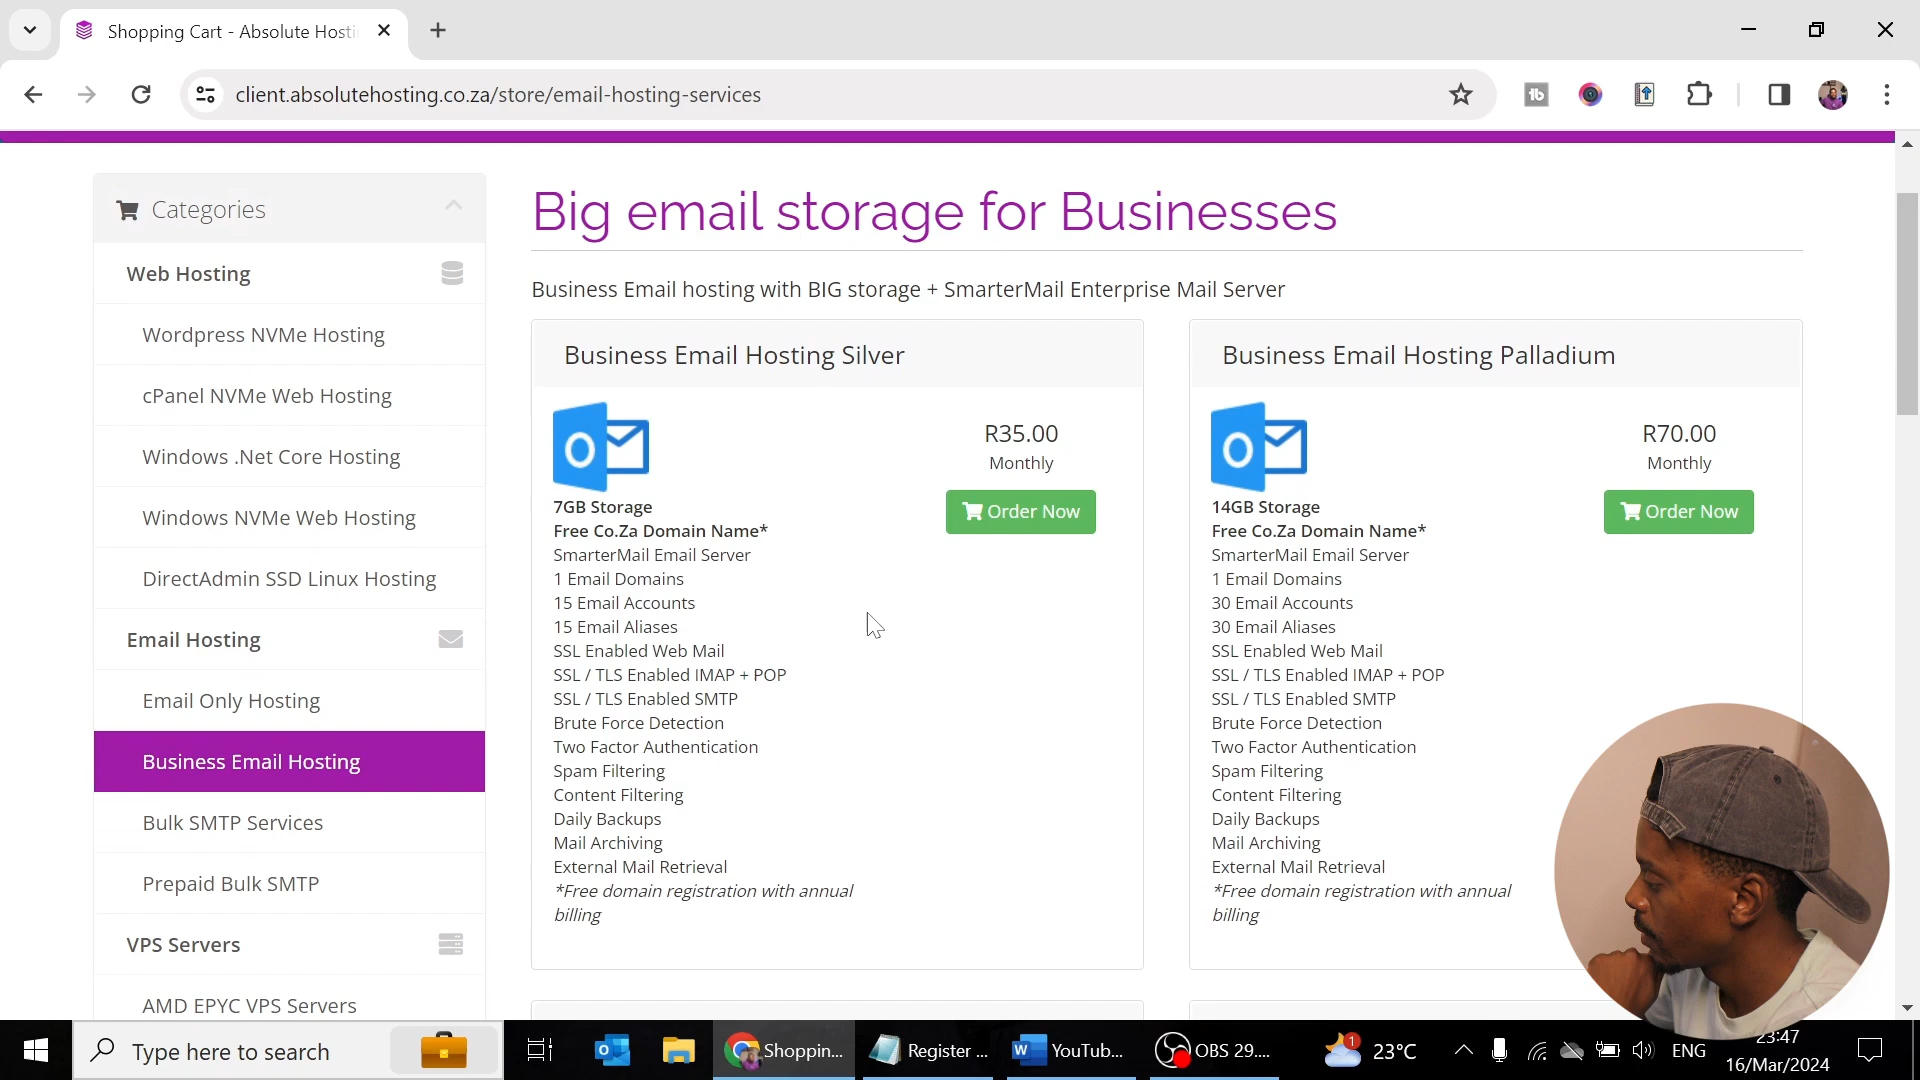 Shopping Cart - Absolute Hosti
client.absolutehosting.co.za/store/email-hosting-services
Categories
Web Hosting
Wordpress NVMe Hosting
cPanel NVMe Web Hosting
Windows .Net Core Hosting
Windows NVMe Web Hosting
DirectAdmin SSD Linux Hosting
Email Hosting
Email Only Hosting
Business Email Hosting
Bulk SMTP Services
Prepaid Bulk SMTP
VPS Servers
AMD EPYC VPS Servers
Big email storage for Businesses
Business Email hosting with BIG storage + SmarterMail Enterprise Mail Server
Business Email Hosting Silver
R35.00
Monthly
Order Now
7GB Storage
Free Co.Za Domain Name*
SmarterMail Email Server
1 Email Domains
15 Email Accounts
15 Email Aliases
SSL Enabled Web Mail
SSL / TLS Enabled IMAP + POP
SSL / TLS Enabled SMTP
Brute Force Detection
Two Factor Authentication
Spam Filtering
Content Filtering
Daily Backups
Mail Archiving
External Mail Retrieval
*Free domain registration with annual
billing
Business Email Hosting Palladium
R70.00
Monthly
Order Now
14GB Storage
Free Co.Za Domain Name*
SmarterMail Email Server
1 Email Domains
30 Email Accounts
30 Email Aliases
SSL Enabled Web Mail
SSL / TLS Enabled IMAP + POP
SSL / TLS Enabled SMTP
Brute Force Detection
Two Factor Authentication
Spam Filtering
Content Filtering
Daily Backups
Mail Archiving
External Mail Retrieval
*Free domain registration with annual
billing
Type here to search
Shoppin...
Register ...
YouTub...
OBS 29....
1
23°C
ENG
23:47
16/Mar/2024